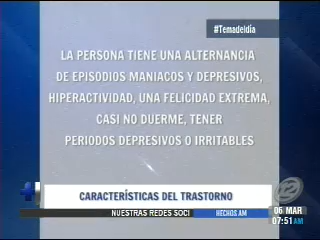 #Temadeldía
LA PERSONA TIENE UNA ALTERNANCIA
DE EPISODIOS MANIACOS Y DEPRESIVOS,
HIPERACTIVIDAD, UNA FELICIDAD EXTREMA,
CASI NO DUERME, TENER
PERIODOS DEPRESIVOS O IRRITABLES
CARACTERÍSTICAS DEL TRASTORNO
12
NUESTRAS REDES SOCI
HECHOS AM
06 MAR
07:51 AM